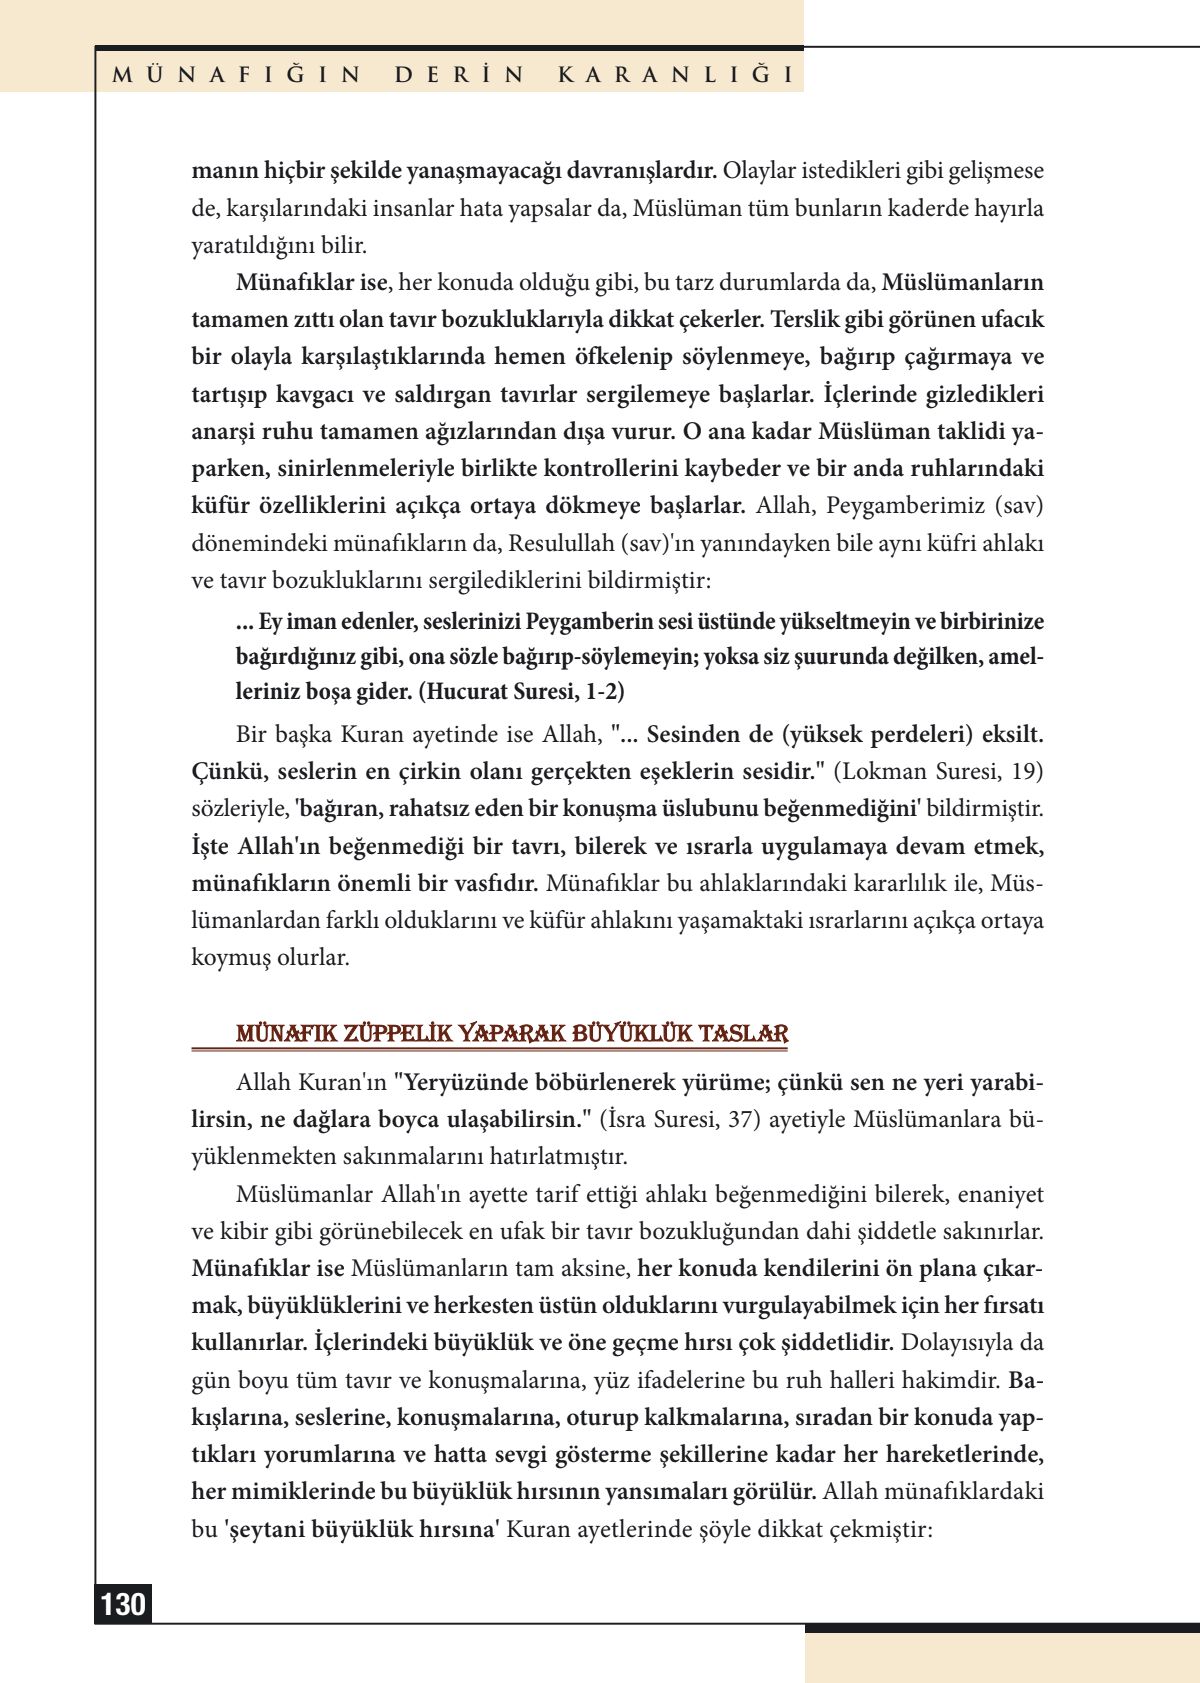 MÜNAFIĞIN DERİN KARANLIĞI
manın hiçbir şekilde yanaşmayacağı davranışlardır. Olaylar istedikleri gibi gelişmese
de, karşılarındaki insanlar hata yapsalar da, Müslüman tüm bunların kaderde hayırla
yaratıldığını bilir.
Münafıklar ise, her konuda olduğu gibi, bu tarz durumlarda da, Müslümanların
tamamen zıttı olan tavır bozukluklarıyla dikkat çekerler. Terslik gibi görünen ufacık
bir olayla karşılaştıklarında hemen öfkelenip söylenmeye, bağırıp çağırmaya ve
tartışıp kavgacı ve saldırgan tavırlar sergilemeye başlarlar. İçlerinde gizledikleri
anarşi ruhu tamamen ağızlarından dışa vurur. O ana kadar Müslüman taklidi ya-
parken, sinirlenmeleriyle birlikte kontrollerini kaybeder ve bir anda ruhlarındaki
küfür özelliklerini açıkça ortaya dökmeye başlarlar. Allah, Peygamberimiz (sav)
dönemindeki münafıkların da, Resulullah (sav)'ın yanındayken bile aynı küfri ahlakı
ve tavır bozukluklarını sergilediklerini bildirmiştir:
... Ey iman edenler, seslerinizi Peygamberin sesi üstünde yükseltmeyin ve birbirinize
bağırdığınız gibi, ona sözle bağırıp-söylemeyin; yoksa siz şuurunda değilken, amel-
leriniz boşa gider. (Hucurat Suresi, 1-2)
Bir başka Kuran ayetinde ise Allah, "... Sesinden de (yüksek perdeleri) eksilt.
Çünkü, seslerin en çirkin olanı gerçekten eşeklerin sesidir." (Lokman Suresi, 19)
sözleriyle, 'bağıran, rahatsız eden bir konuşma üslubunu beğenmediğini' bildirmiştir.
İşte Allah'ın beğenmediği bir tavrı, bilerek ve ısrarla uygulamaya devam etmek,
münafıkların önemli bir vasfıdır. Münafıklar bu ahlaklarındaki kararlılık ile, Müs-
lümanlardan farklı olduklarını ve küfür ahlakını yaşamaktaki ısrarlarını açıkça ortaya
koymuş olurlar.
MÜNAFIK ZÜPPELİK YAPARAK BÜYÜKLÜK TASLAR
Allah Kuran'ın "Yeryüzünde böbürlenerek yürüme; çünkü sen ne yeri yarabi-
lirsin, ne dağlara boyca ulaşabilirsin." (İsra Suresi, 37) ayetiyle Müslümanlara bü-
yüklenmekten sakınmalarını hatırlatmıştır.
Müslümanlar Allah'ın ayette tarif ettiği ahlakı beğenmediğini bilerek, enaniyet
ve kibir gibi görünebilecek en ufak bir tavır bozukluğundan dahi şiddetle sakınırlar.
Münafıklar ise Müslümanların tam aksine, her konuda kendilerini ön plana çıkar-
mak, büyüklüklerini ve herkesten üstün olduklarını vurgulayabilmek için her fırsatı
kullanırlar. İçlerindeki büyüklük ve öne geçme hırsı çok şiddetlidir. Dolayısıyla da
gün boyu tüm tavır ve konuşmalarına, yüz ifadelerine bu ruh halleri hakimdir. Ba-
kışlarına, seslerine, konuşmalarına, oturup kalkmalarına, sıradan bir konuda yap-
tıkları yorumlarına ve hatta sevgi gösterme şekillerine kadar her hareketlerinde,
her mimiklerinde bu büyüklük hırsının yansımaları görülür. Allah münafıklardaki
bu 'şeytani büyüklük hırsına' Kuran ayetlerinde şöyle dikkat çekmiştir:
130